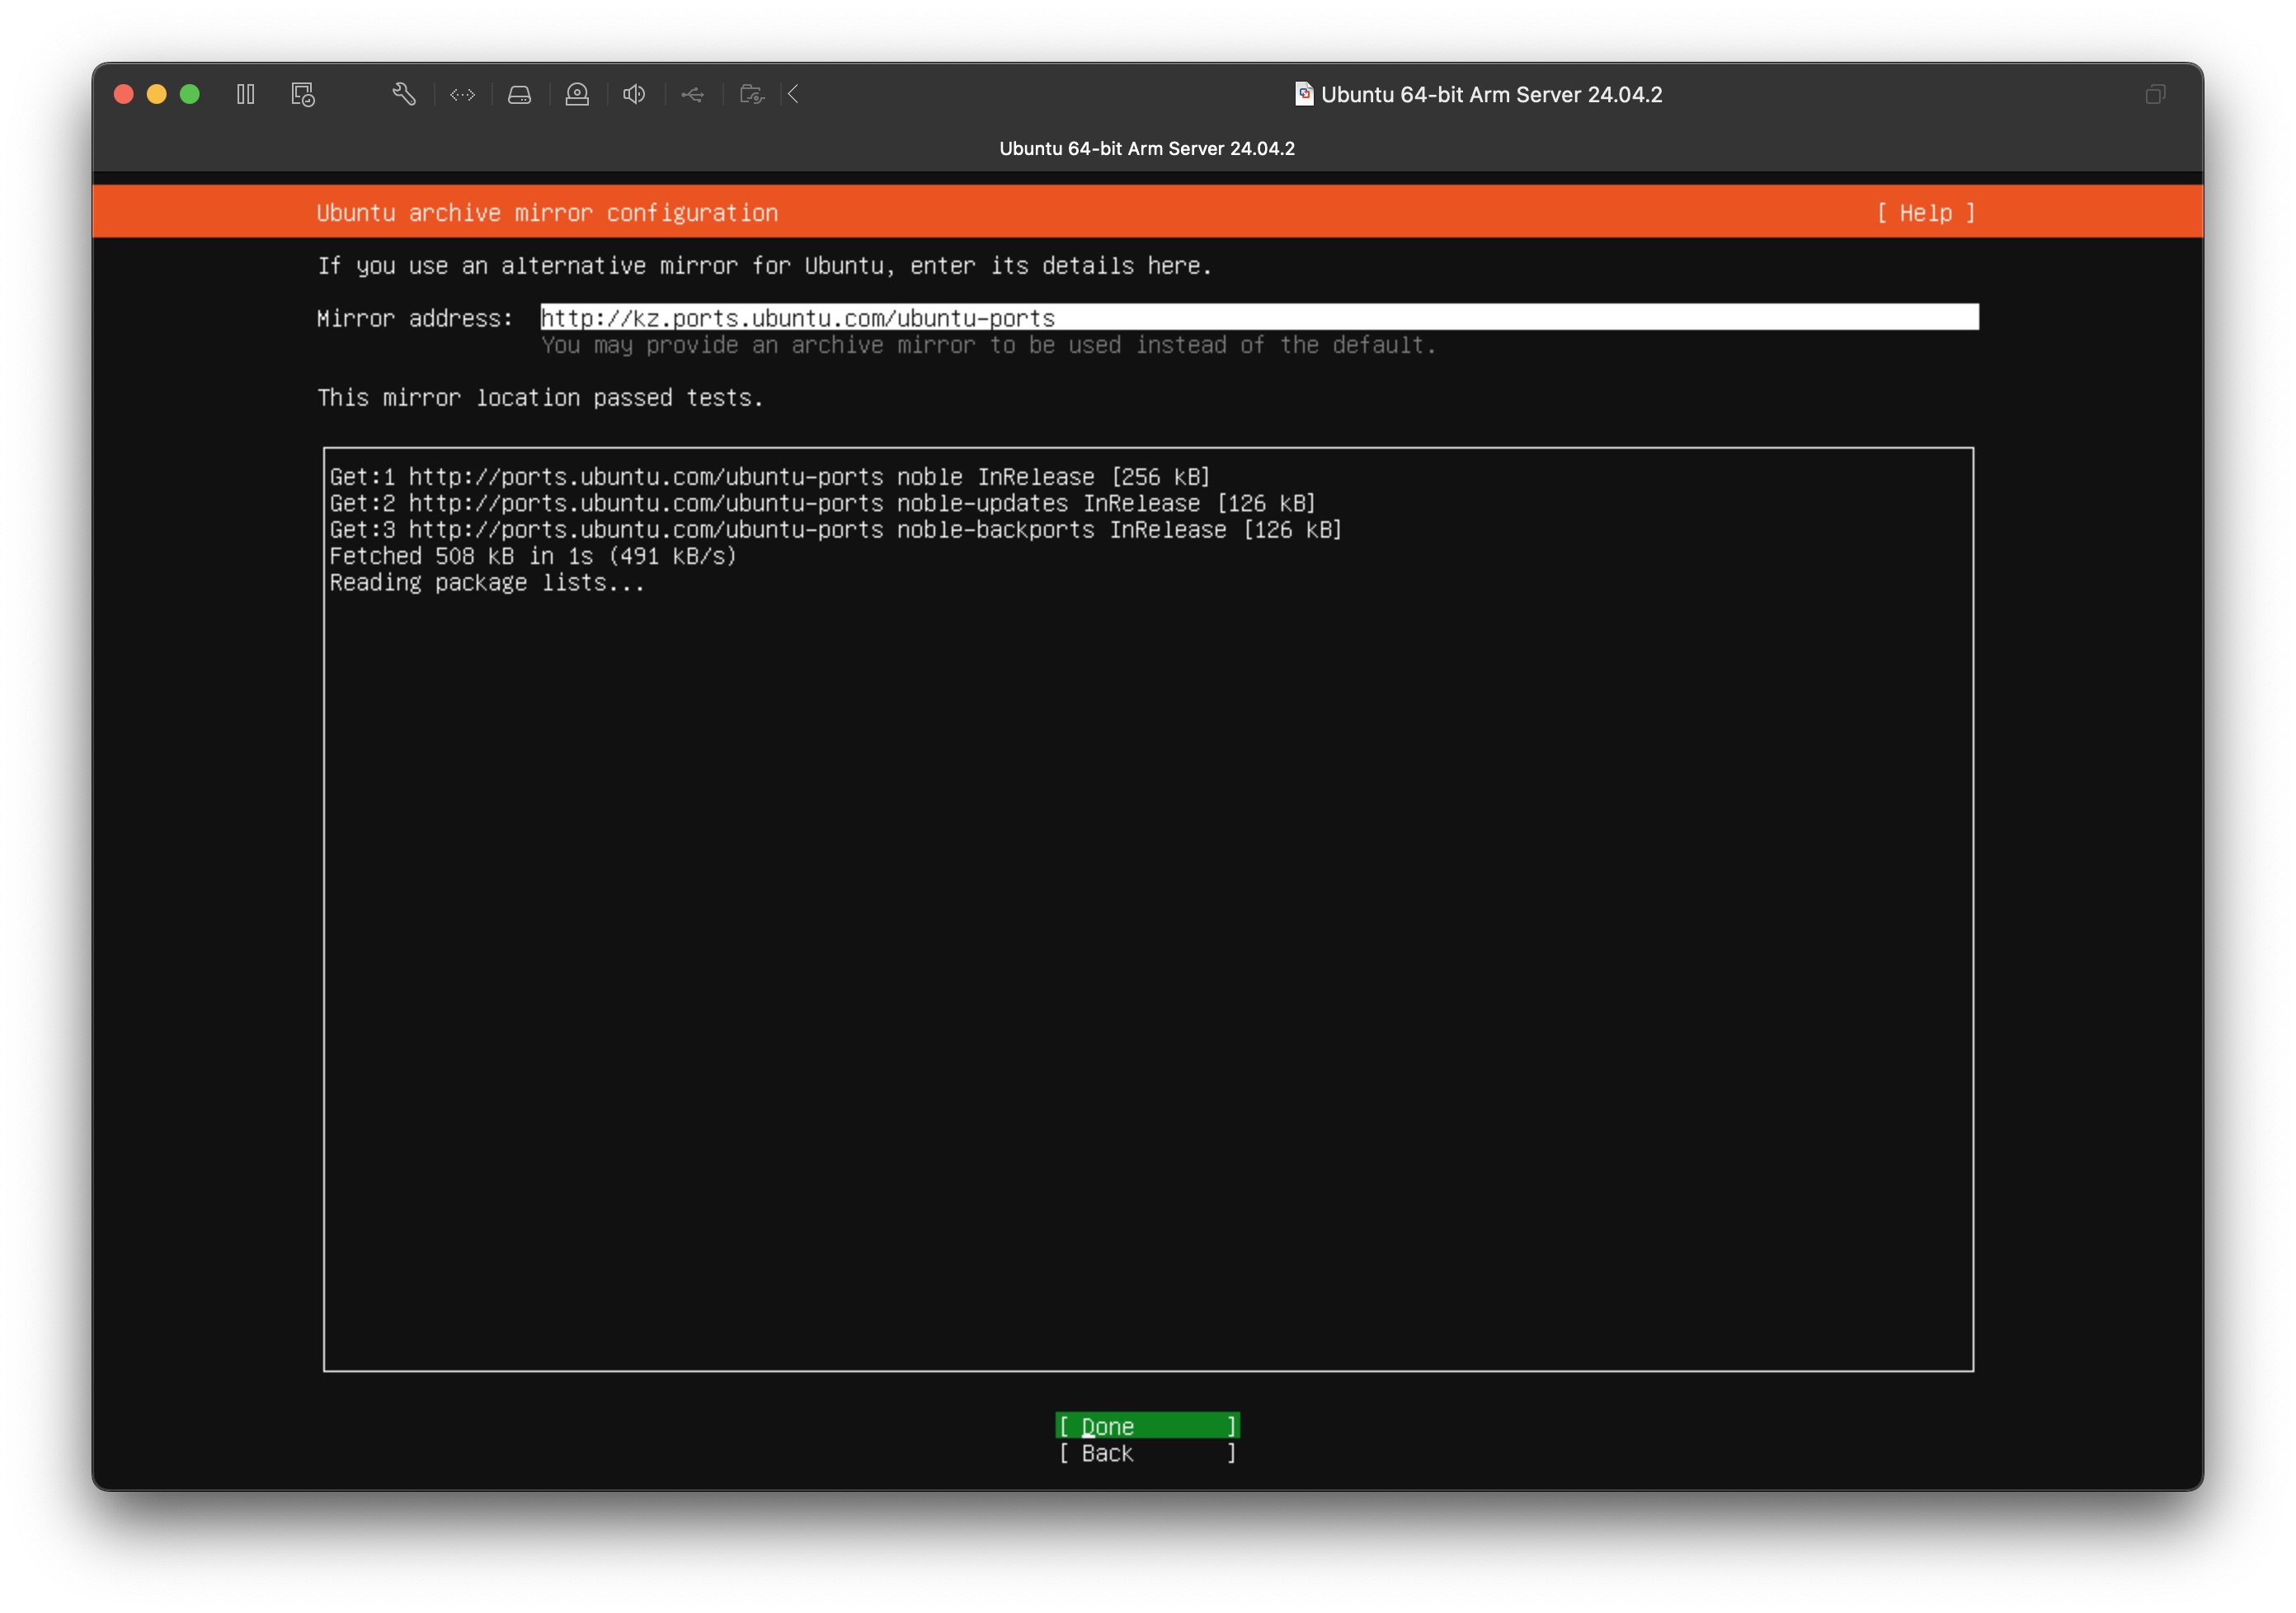 Ubuntu 64-bit Arm Server 24.04.2
Ubuntu 64-bit Arm Server 24.04.2
Ubuntu archive mirror configuration [ Help ]
If you use an alternative mirror for Ubuntu, enter its details here.
Mirror address: http://kz.ports.ubuntu.com/ubuntu-ports
You may provide an archive mirror to be used instead of the default.
This mirror location passed tests.
Get:1 http://ports.ubuntu.com/ubuntu-ports noble InRelease [256 kB]
Get:2 http://ports.ubuntu.com/ubuntu-ports noble-updates InRelease [126 kB]
Get:3 http://ports.ubuntu.com/ubuntu-ports noble-backports InRelease [126 kB]
Fetched 508 kB in 1s (491 kB/s)
Reading package lists...
[ Done ]
[ Back ]